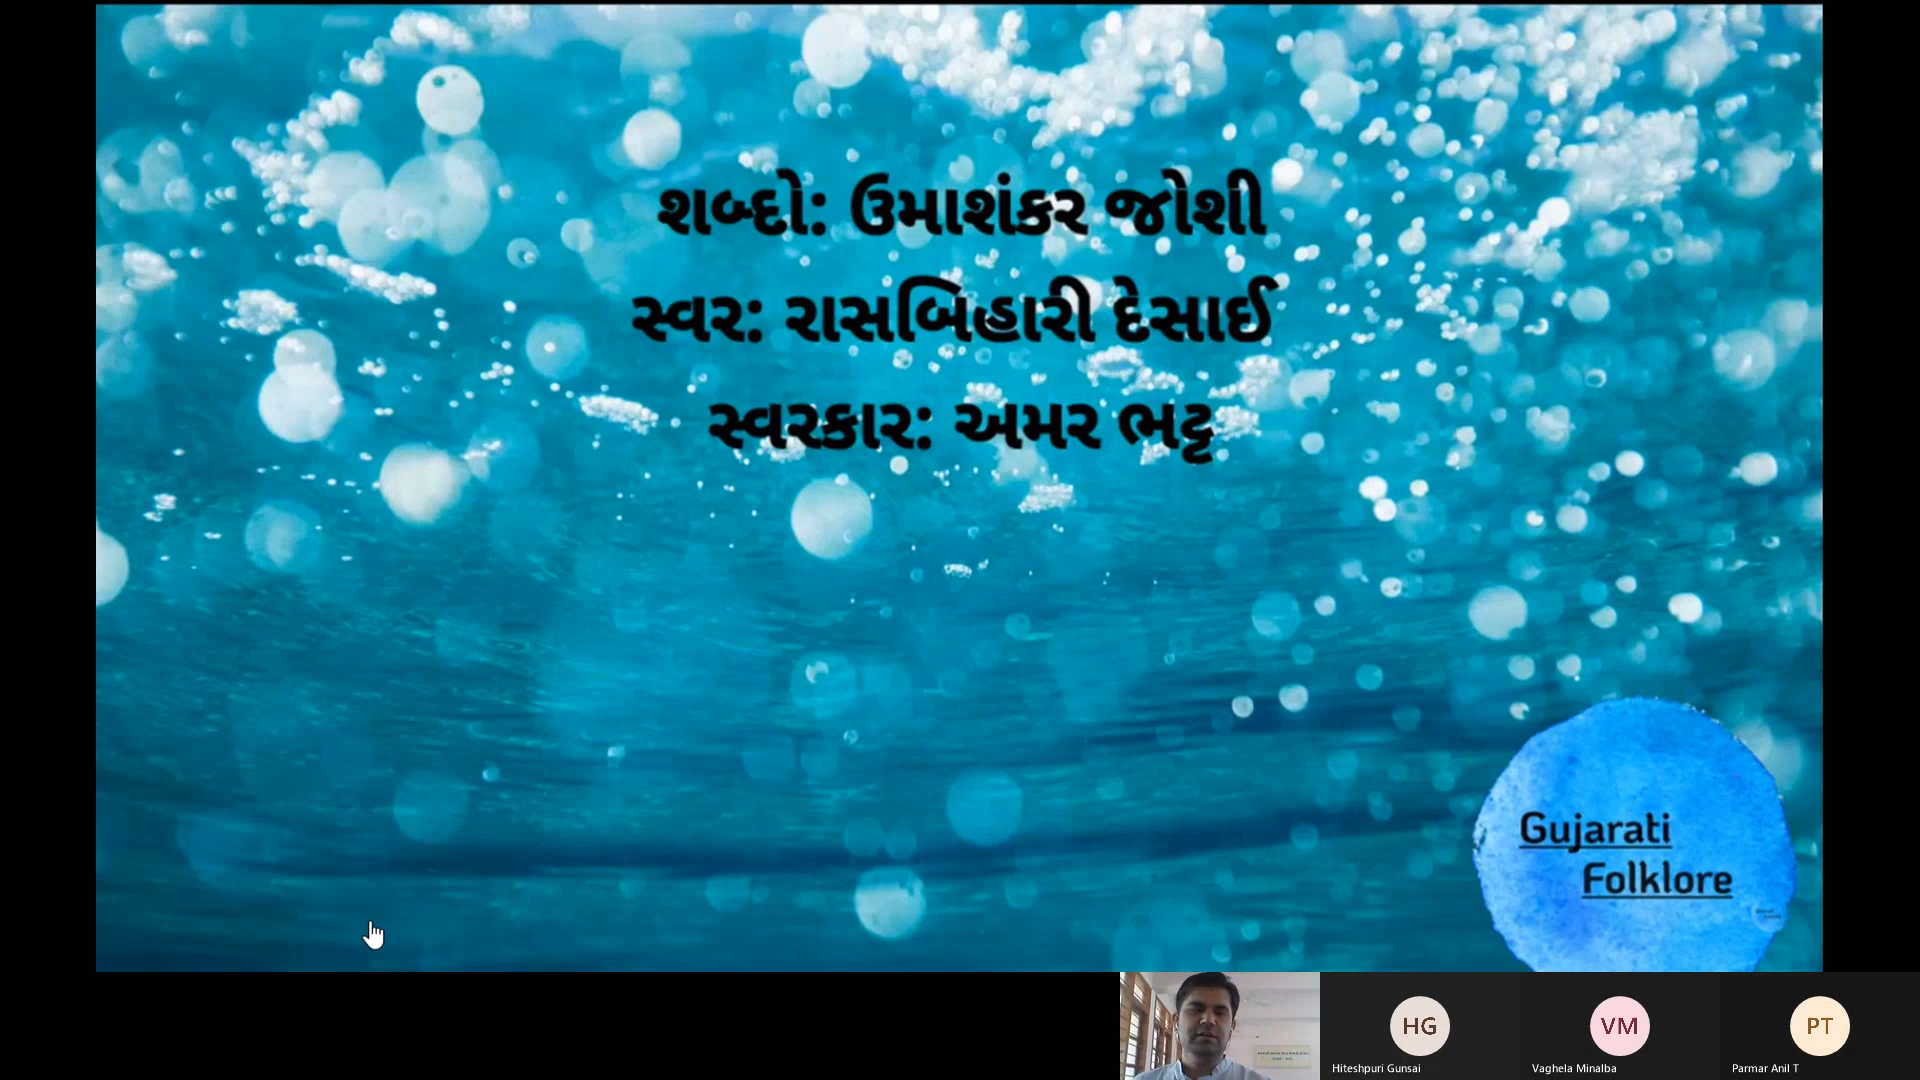 શબ્દો: ઉમાશંકર જોશી
સ્વર: રાસબિહારી દેસાઈ
સ્વરકાર: અમર ભટ્ટ
Gujarati
Folklore
HG
VM
PT
Hiteshpuri Gunsai
Vaghela Minalba
Parmar Anil T